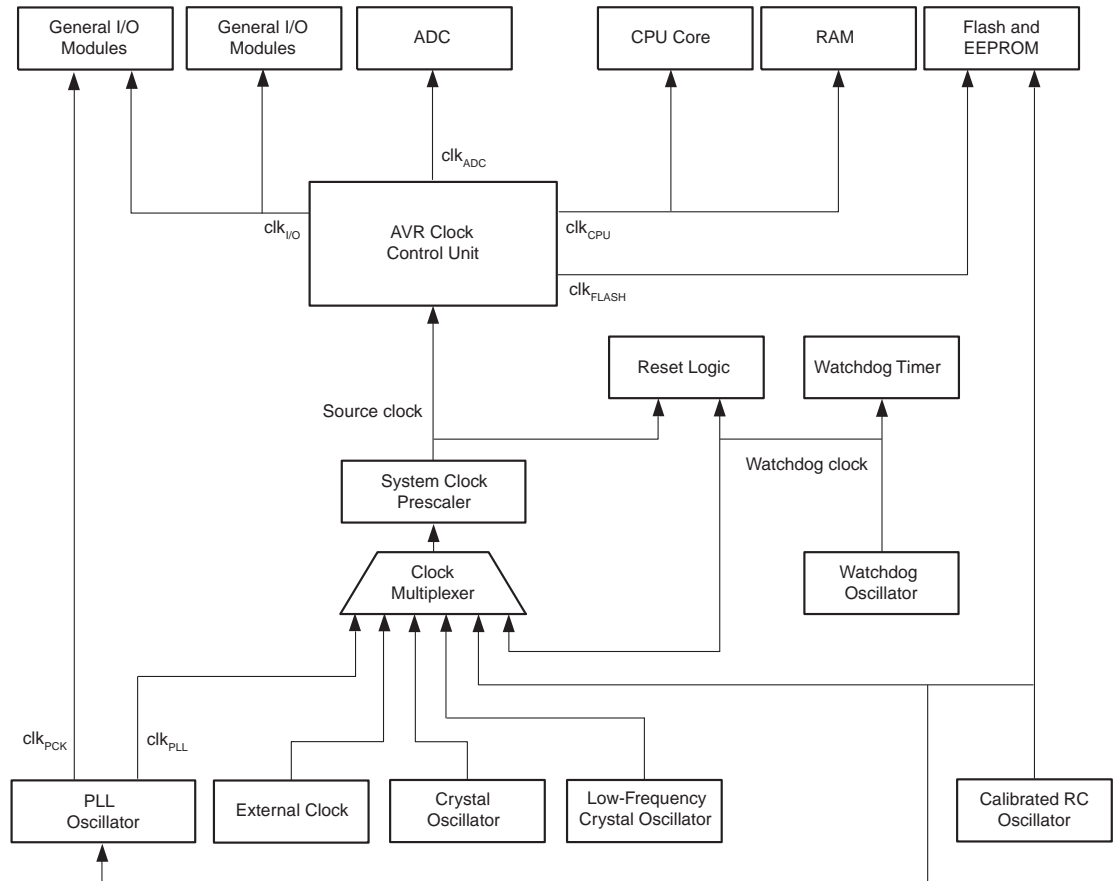 General I/O
Modules
General I/O
Modules
ADC
CPU Core
RAM
Flash and
EEPROM
clkADC
clkI/O
AVR Clock
Control Unit
clkCPU
clkFLASH
Reset Logic
Watchdog Timer
Source clock
Watchdog clock
System Clock
Prescaler
Clock
Multiplexer
Watchdog
Oscillator
clkPCK
clkPLL
PLL
Oscillator
External Clock
Crystal
Oscillator
Low-Frequency
Crystal Oscillator
Calibrated RC
Oscillator